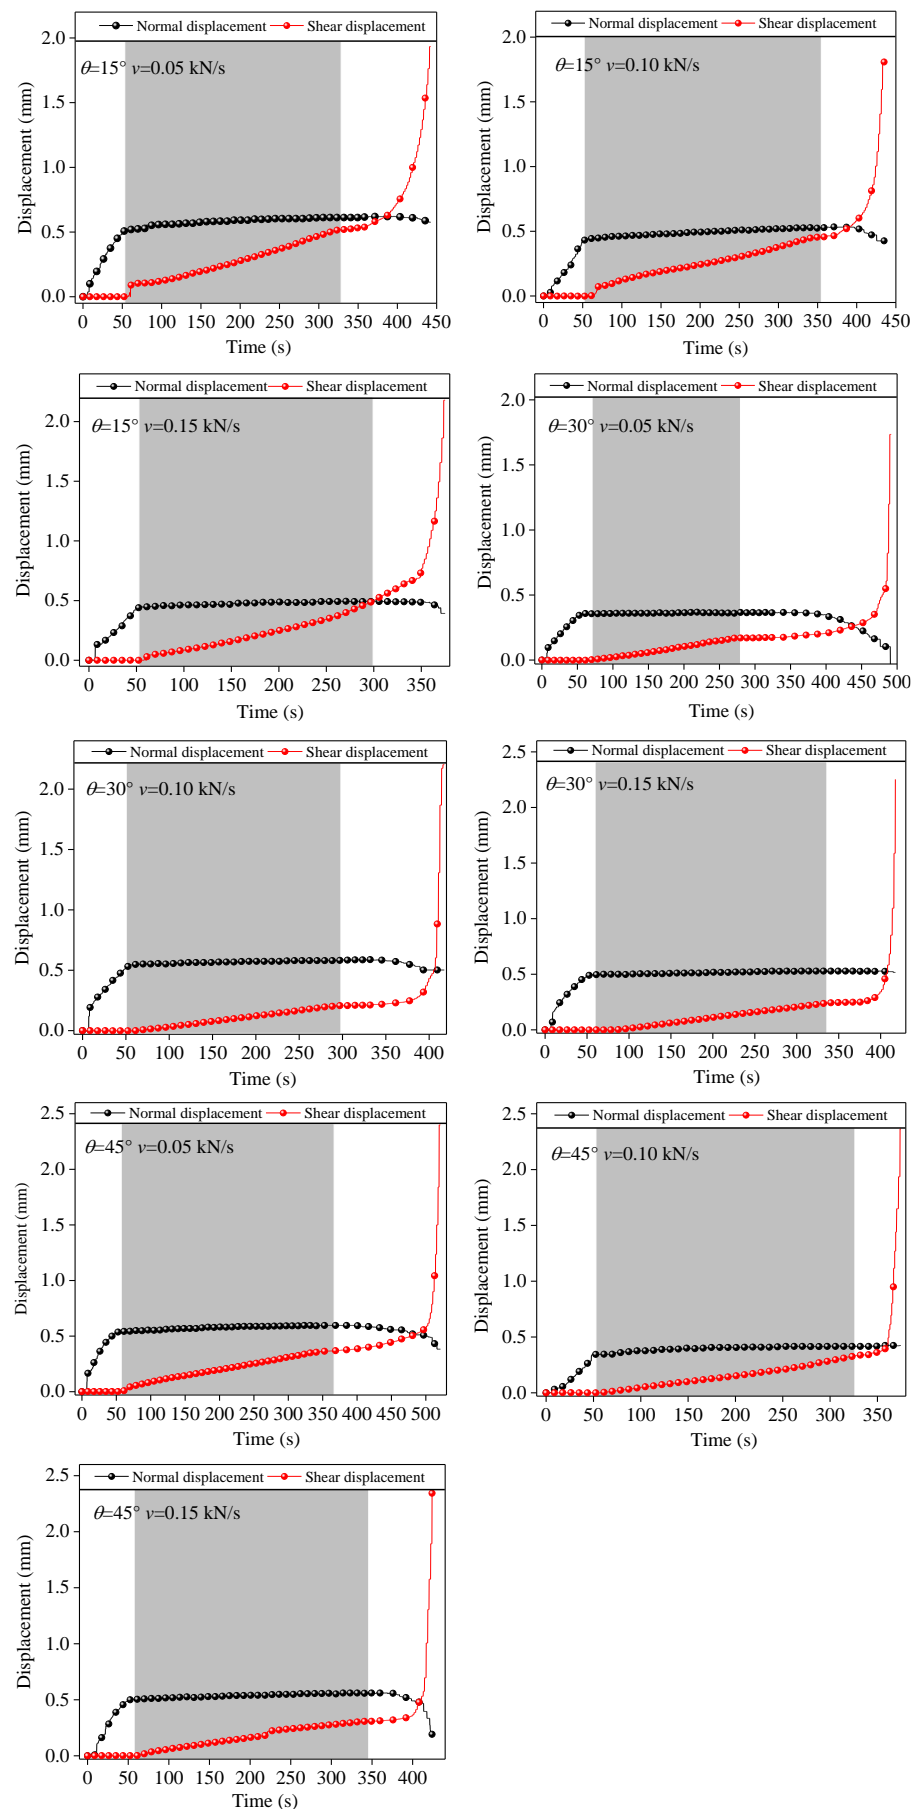 Normal displacement Shear displacement
θ=15° v=0.05 kN/s
Displacement (mm)
2.0
1.5
1.0
0.5
0.0
0 50 100 150 200 250 300 350 400 450
Time (s)
Normal displacement Shear displacement
θ=15° v=0.10 kN/s
Displacement (mm)
2.0
1.5
1.0
0.5
0.0
0 50 100 150 200 250 300 350 400 450
Time (s)
Normal displacement Shear displacement
θ=15° v=0.15 kN/s
Displacement (mm)
2.0
1.5
1.0
0.5
0.0
0 50 100 150 200 250 300 350
Time (s)
Normal displacement Shear displacement
θ=30° v=0.05 kN/s
Displacement (mm)
2.0
1.5
1.0
0.5
0.0
0 50 100 150 200 250 300 350 400 450 500
Time (s)
Normal displacement Shear displacement
θ=30° v=0.10 kN/s
Displacement (mm)
2.0
1.5
1.0
0.5
0.0
0 50 100 150 200 250 300 350 400
Time (s)
Normal displacement Shear displacement
θ=30° v=0.15 kN/s
Displacement (mm)
2.5
2.0
1.5
1.0
0.5
0.0
0 100 200 300 400
Time (s)
Normal displacement Shear displacement
θ=45° v=0.05 kN/s
Displacement (mm)
2.5
2.0
1.5
1.0
0.5
0.0
0 50 100 150 200 250 300 350 400 450 500
Time (s)
Normal displacement Shear displacement
θ=45° v=0.10 kN/s
Displacement (mm)
2.5
2.0
1.5
1.0
0.5
0.0
0 50 100 150 200 250 300 350
Time (s)
Normal displacement Shear displacement
θ=45° v=0.15 kN/s
Displacement (mm)
2.5
2.0
1.5
1.0
0.5
0.0
0 50 100 150 200 250 300 350 400
Time (s)